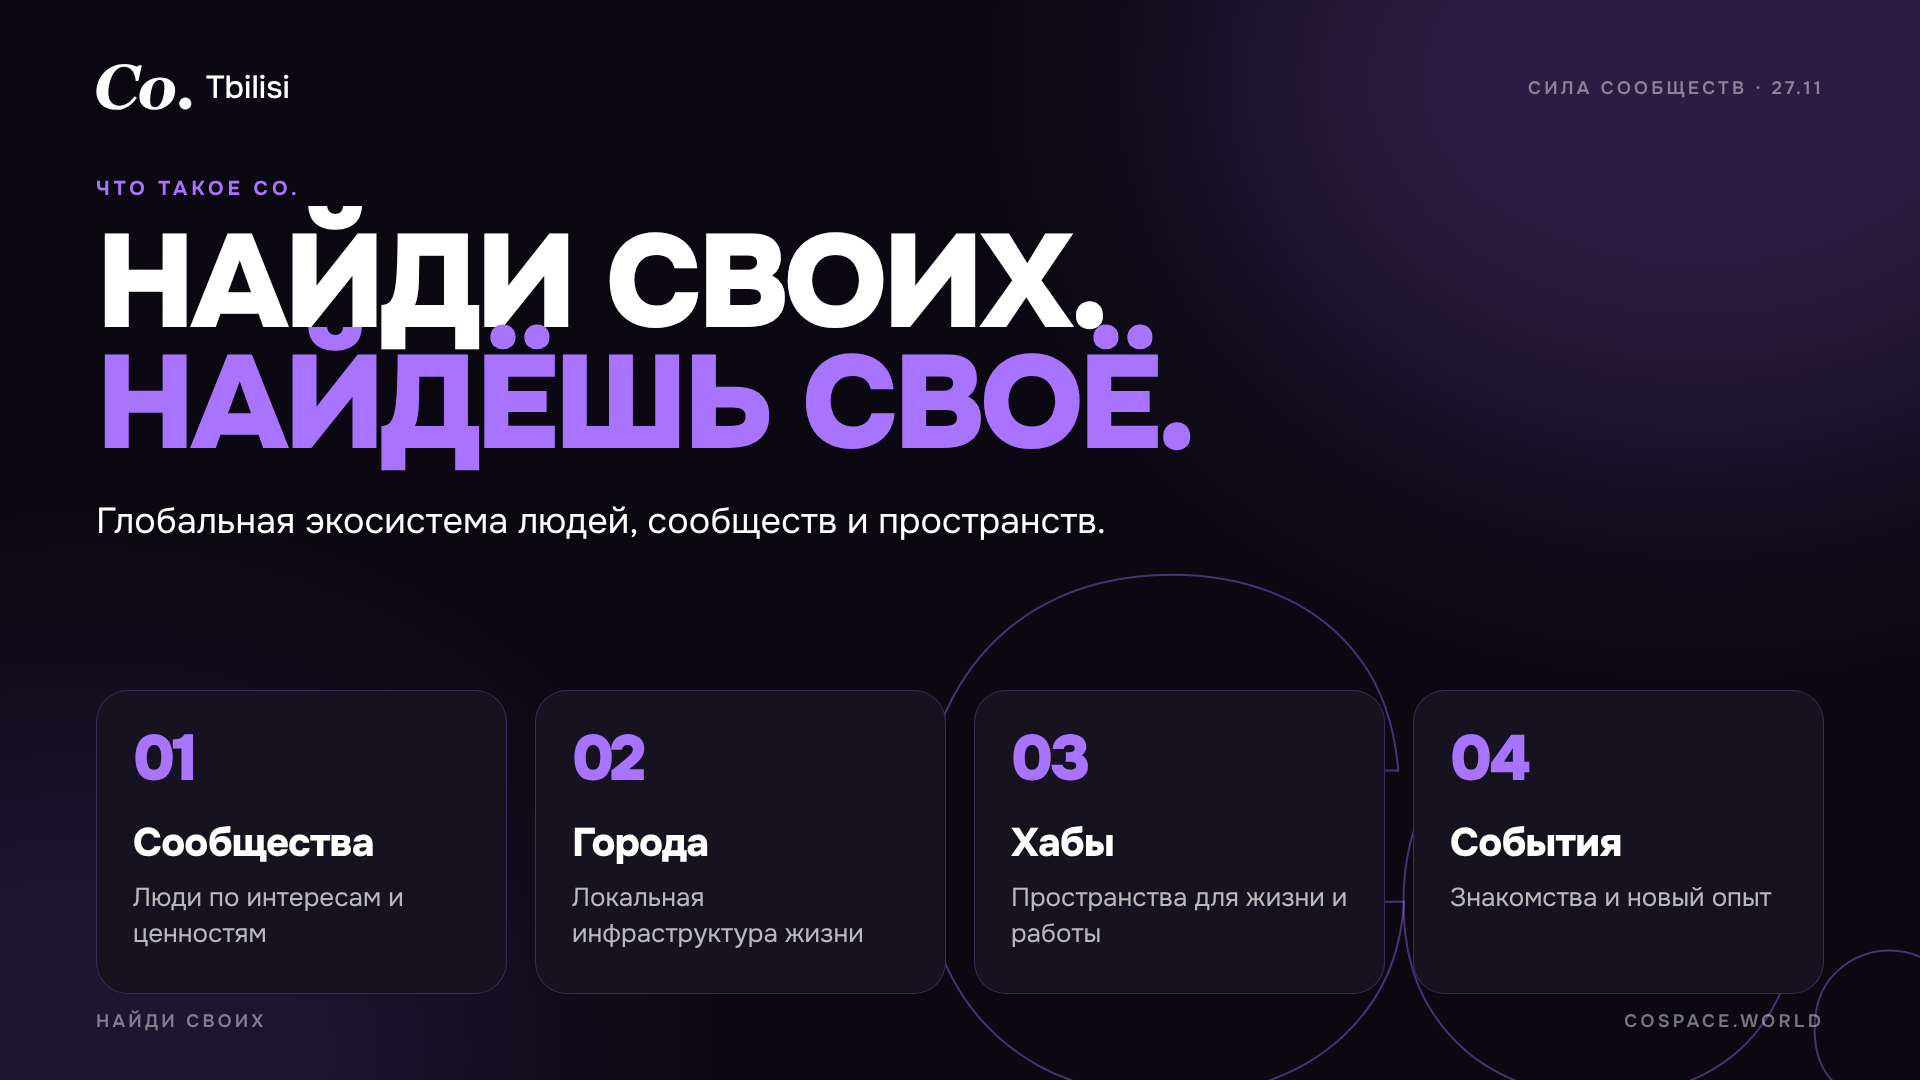 Co. Tbilisi
СИЛА СООБЩЕСТВ · 27.11
ЧТО ТАКОЕ CO.
НАЙДИ СВОИХ.
НАЙДЁШЬ СВОЁ.
Глобальная экосистема людей, сообществ и пространств.
01
Сообщества
Люди по интересам и
ценностям
02
Города
Локальная
инфраструктура жизни
03
Хабы
Пространства для жизни и
работы
04
События
Знакомства и новый опыт
НАЙДИ СВОИХ
COSPACE.WORLD